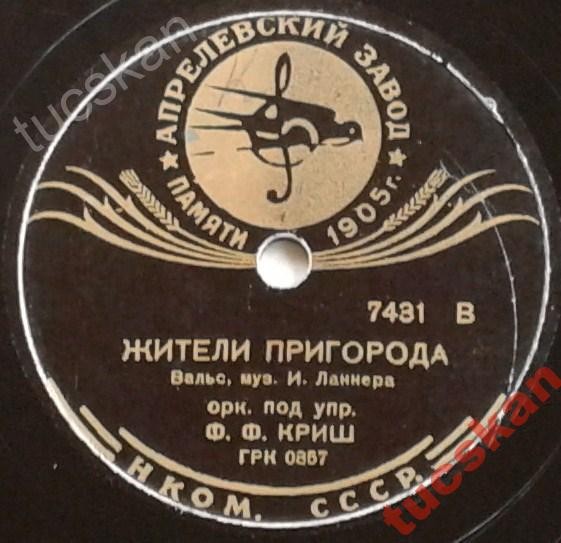 ★ АПРЕЛЕВСКИЙ ЗАВОД ★
ПАМЯТИ 1905 г.
7431 В
ЖИТЕЛИ ПРИГОРОДА
Вальс, муз. И. Ланнера
орк. под упр.
Ф. Ф. КРИШ
ГРК 0857
НКОМ. СССР.
tucskan
tucskan